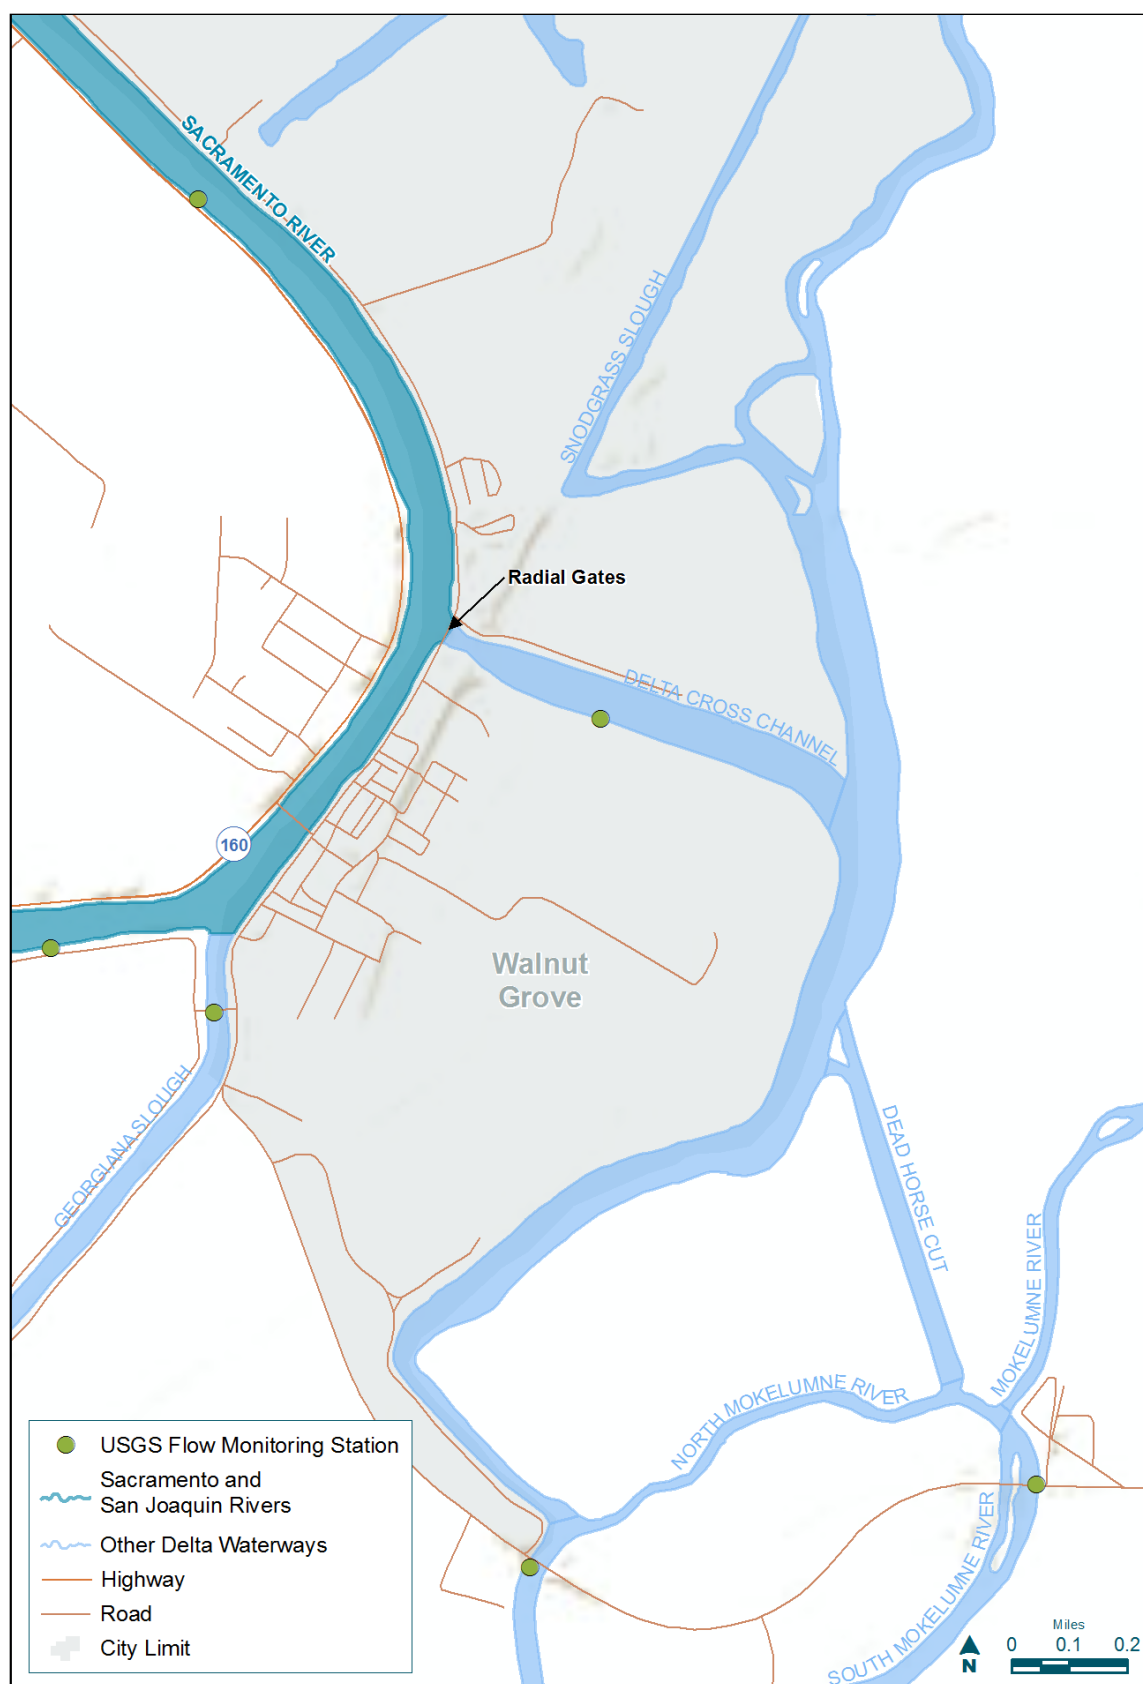 SACRAMENTO RIVER
SNODGRASS SLOUGH
Radial Gates
DELTA CROSS CHANNEL
160
Walnut
Grove
GEORGIANA SLOUGH
DEAD HORSE CUT
MOKELUMNE RIVER
NORTH MOKELUMNE RIVER
SOUTH MOKELUMNE RIVER
USGS Flow Monitoring Station
Sacramento and
San Joaquin Rivers
Other Delta Waterways
Highway
Road
City Limit
N
Miles
0 0.1 0.2